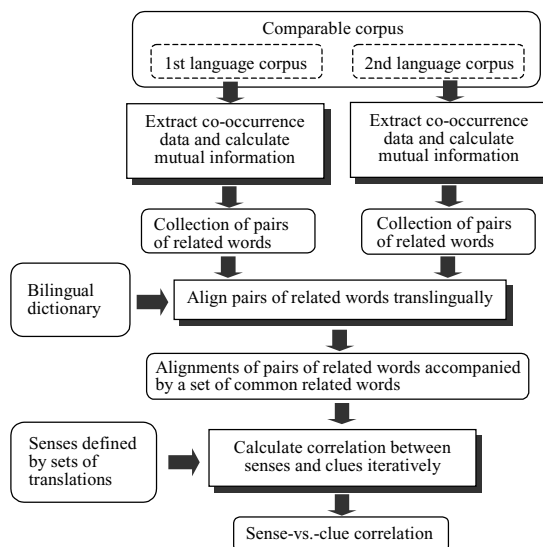 Comparable corpus
1st language corpus
2nd language corpus
Extract co-occurrence
data and calculate
mutual information
Extract co-occurrence
data and calculate
mutual information
Collection of pairs
of related words
Collection of pairs
of related words
Bilingual
dictionary
Align pairs of related words translingually
Alignments of pairs of related words accompanied
by a set of common related words
Senses defined
by sets of
translations
Calculate correlation between
senses and clues iteratively
Sense-vs.-clue correlation